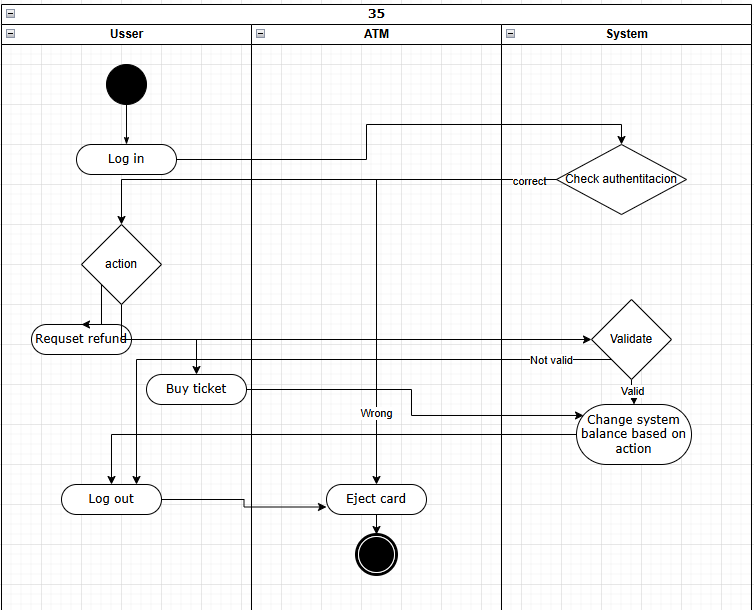 35
Usser
ATM
System
Log in
Check authentitacion
correct
action
Requset refund
Validate
Not valid
Buy ticket
Valid
Wrong
Change system
balance based on
action
Log out
Eject card